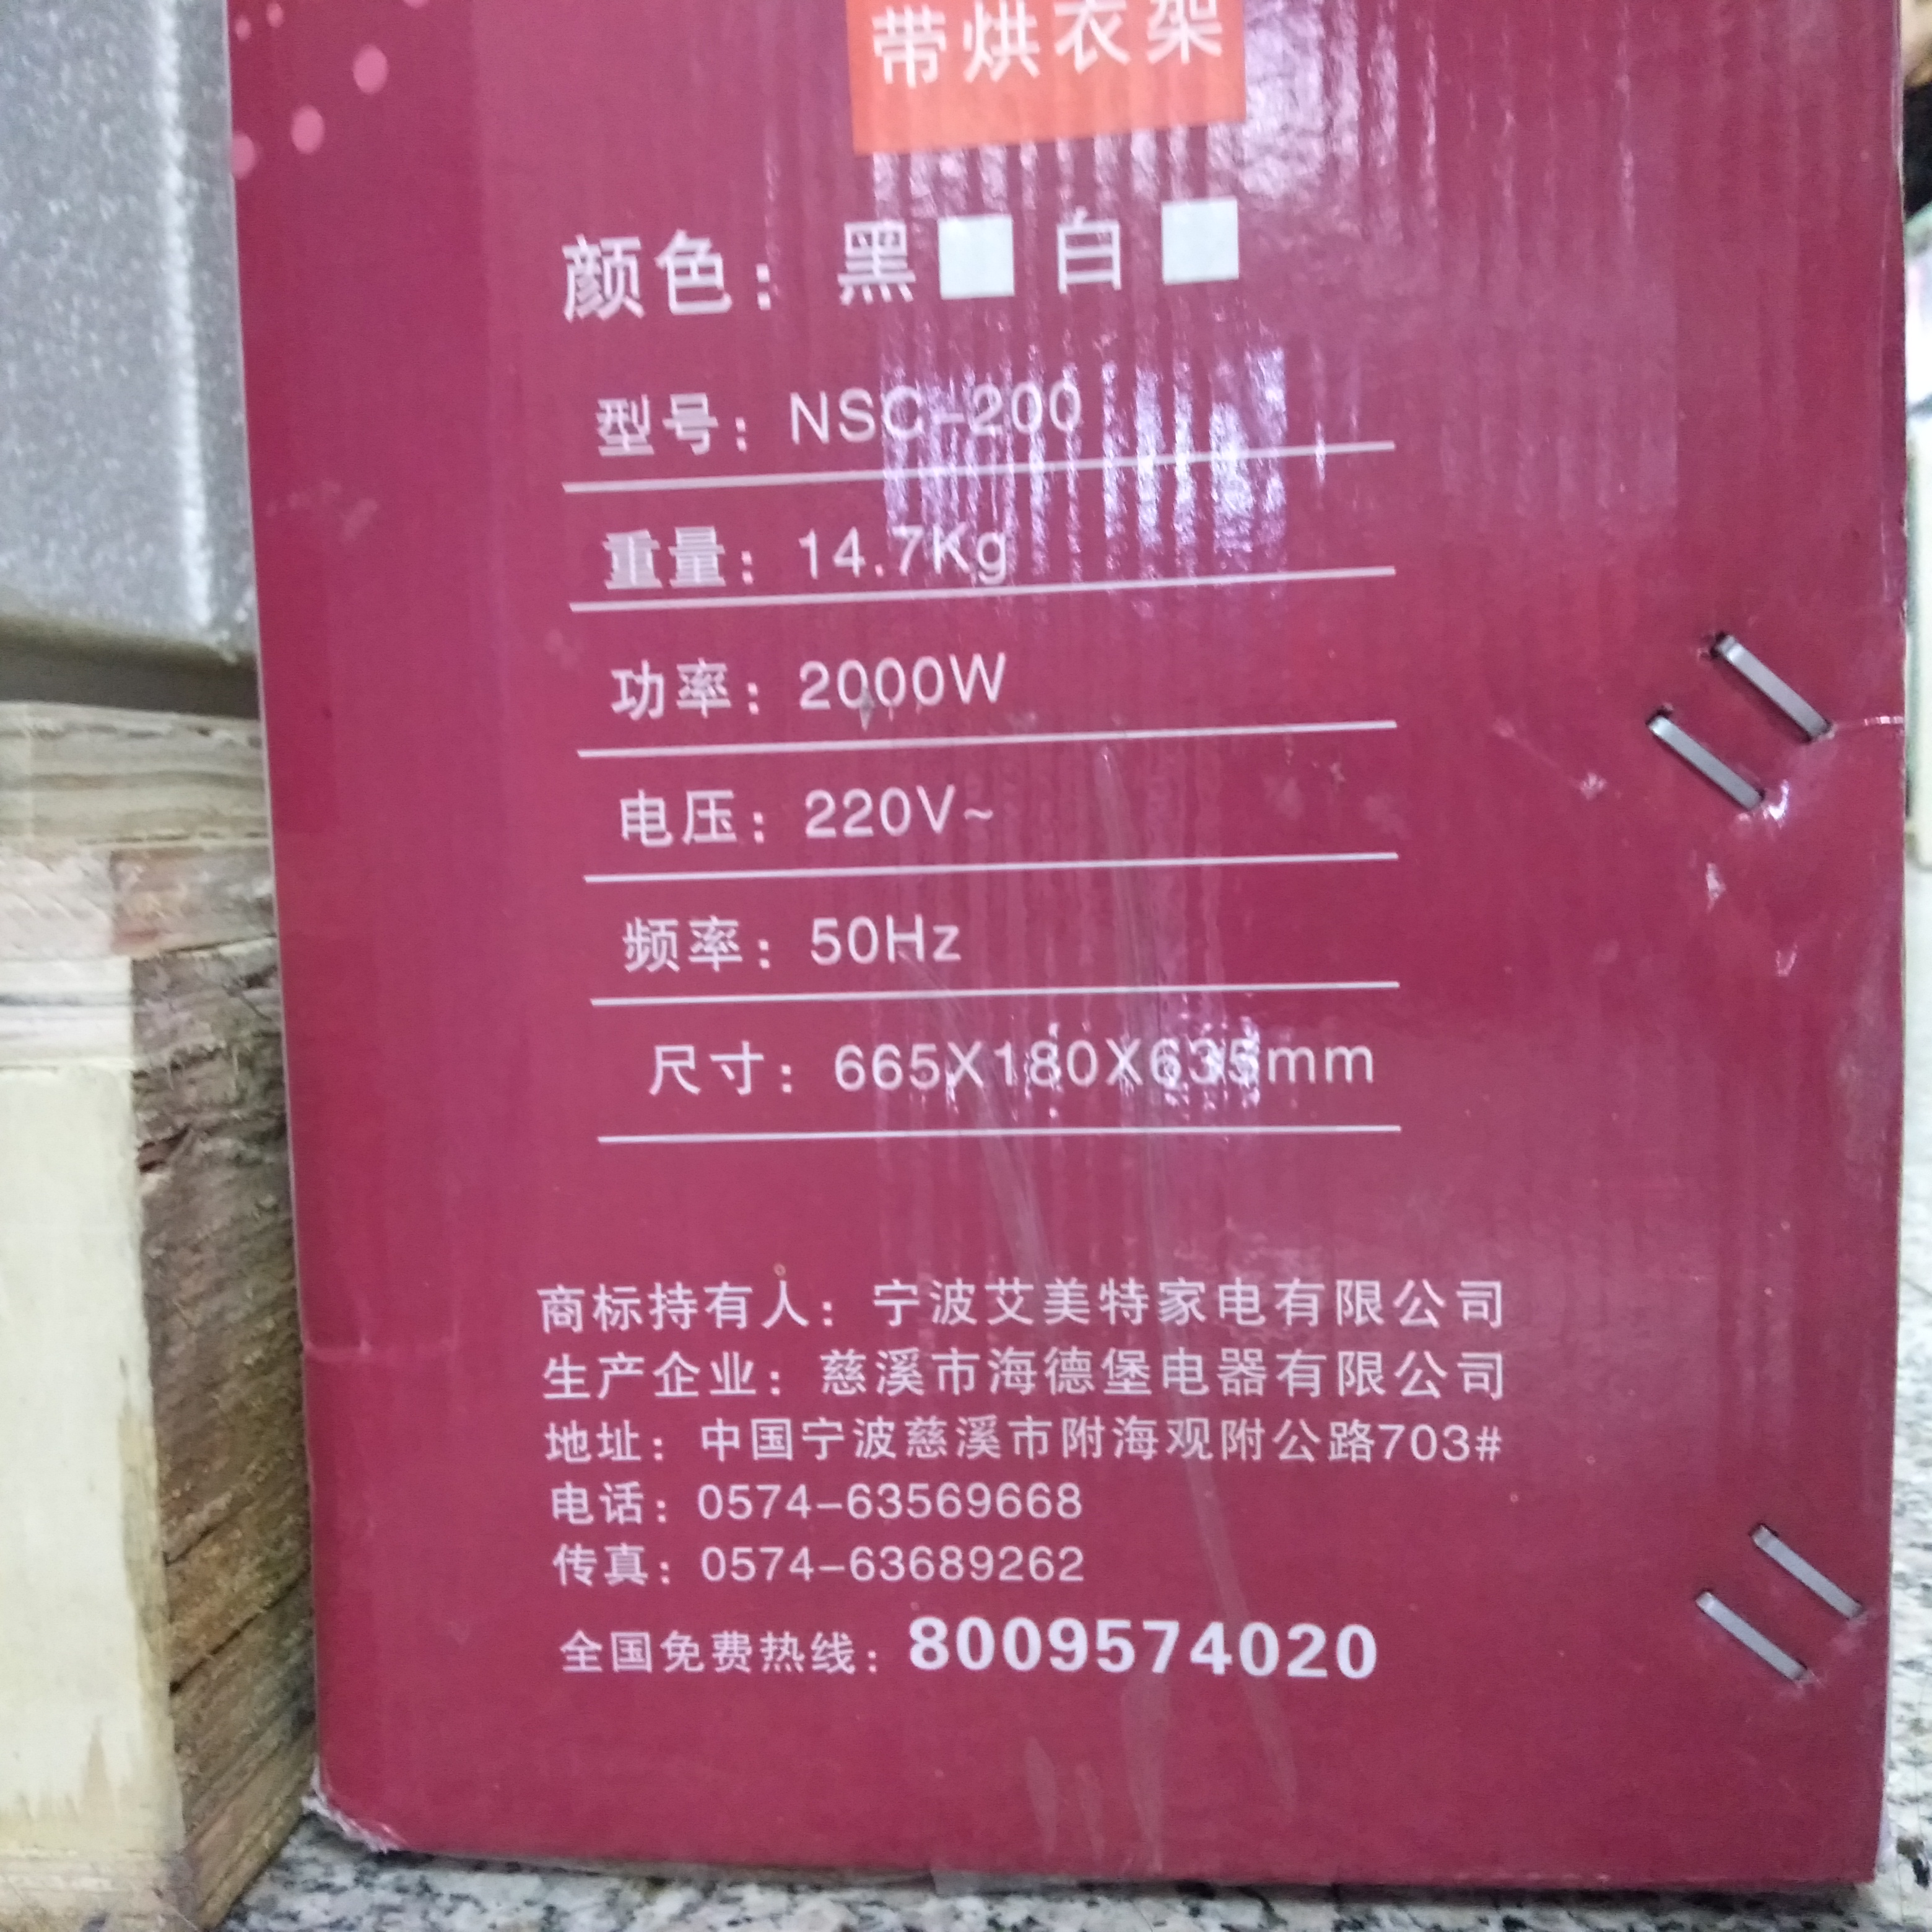 带烘衣架
颜色：黑 白
型号：NSC-200
重量：14.7Kg
功率：2000W
电压：220V~
频率：50Hz
尺寸：665X180X635mm
商标持有人：宁波艾美特家电有限公司
生产企业：慈溪市海德堡电器有限公司
地址：中国宁波慈溪市附海观附公路703#
电话：0574-63569668
传真：0574-63689262
全国免费热线：8009574020